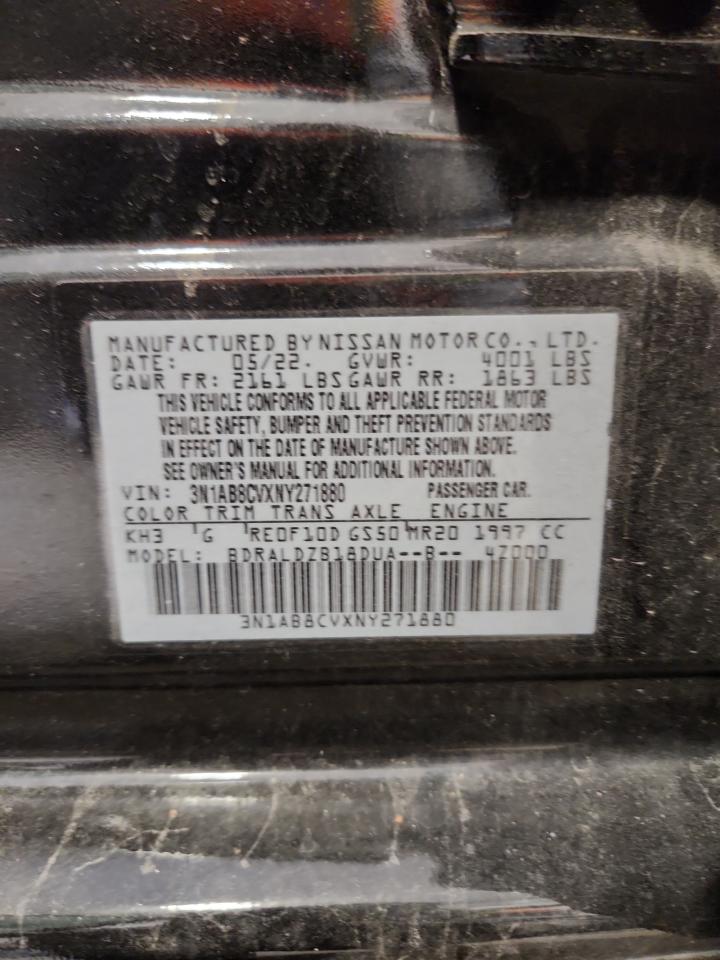 MANUFACTURED BY NISSAN MOTOR CO., LTD.
DATE: 05/22. GVWR: 4001 LBS
GAWR FR: 2161 LBS GAWR RR: 1863 LBS
THIS VEHICLE CONFORMS TO ALL APPLICABLE FEDERAL MOTOR
VEHICLE SAFETY, BUMPER AND THEFT PREVENTION STANDARDS
IN EFFECT ON THE DATE OF MANUFACTURE SHOWN ABOVE.
SEE OWNER'S MANUAL FOR ADDITIONAL INFORMATION.
VIN: 3N1AB8CVXNY271880 PASSENGER CAR.
COLOR TRIM TRANS AXLE ENGINE
KH3 G RE0F10D GS50 MR20 1997 CC
MODEL: BDRALDZB18DUA--B-- 4Z000
3N1AB8CVXNY271880